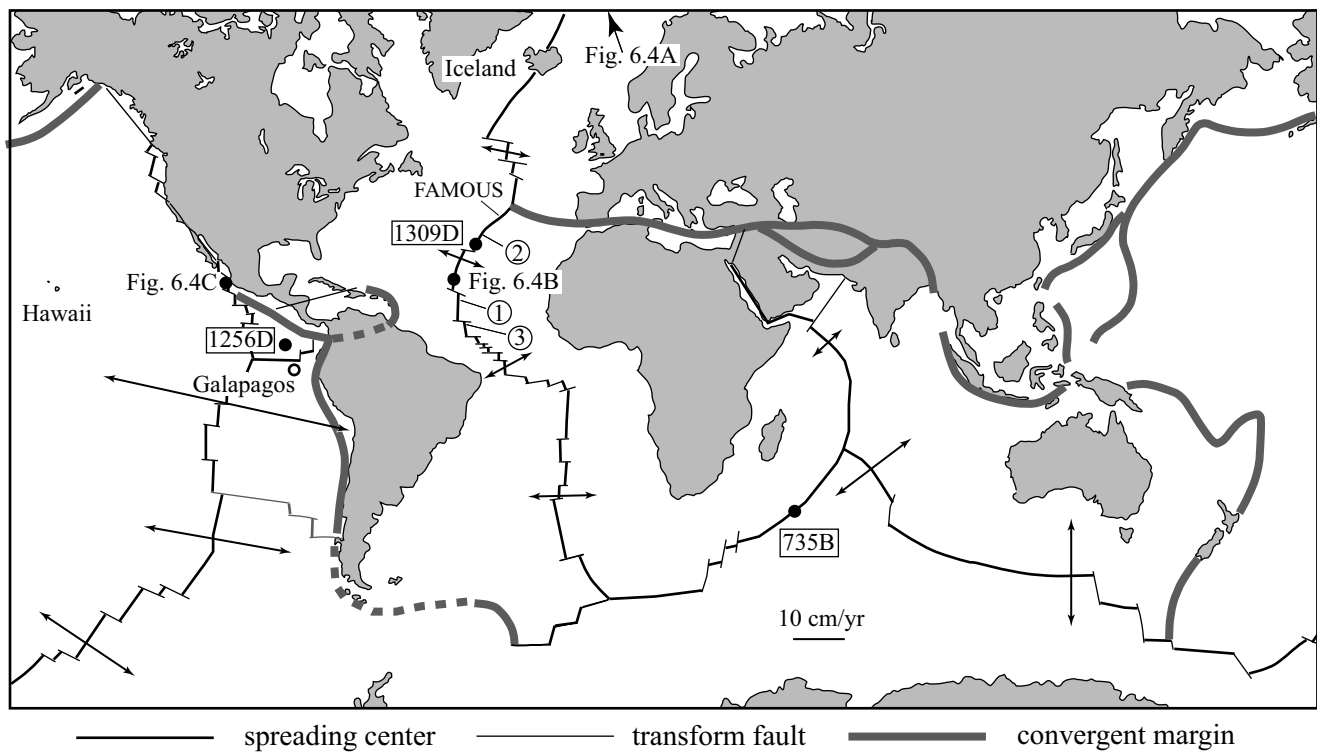 Iceland
Fig. 6.4A
FAMOUS
1309D
②
Fig. 6.4C
Fig. 6.4B
Hawaii
①
1256D
③
Galapagos
735B
10 cm/yr
spreading center
transform fault
convergent margin